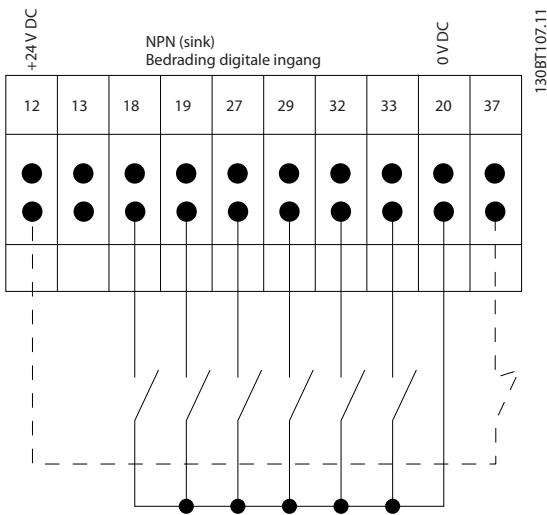 +24 V DC
NPN (sink)
Bedrading digitale ingang
0 V DC
130BT107.11
12 13 18 19 27 29 32 33 20 37